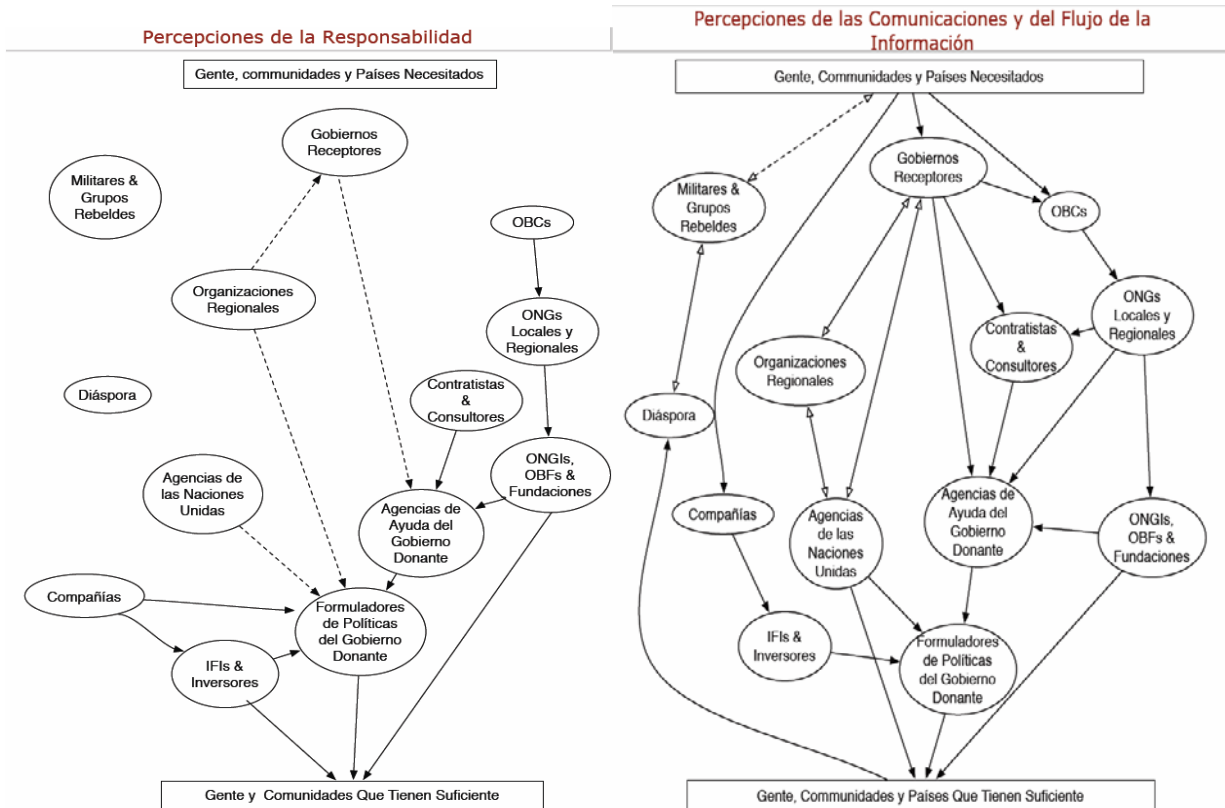 Percepciones de la Responsabilidad
Gente, communidades y Países Necesitados
Gobiernos
Receptores
Militares &
Grupos
Rebeldes
OBCs
Organizaciones
Regionales
ONGs
Locales y
Regionales
Diáspora
Contratistas
&
Consultores
Agencias de
las Naciones
Unidas
ONGIs,
OBFs &
Fundaciones
Agencias de
Ayuda del
Gobierno
Donante
Compañías
Formuladores
de Políticas
del Gobierno
Donante
IFIs &
Inversores
Gente y Comunidades Que Tienen Suficiente
Percepciones de las Comunicaciones y del Flujo de la
Información
Gente, Communidades y Países Necesitados
Gobiernos
Receptores
Militares &
Grupos
Rebeldes
OBCs
ONGs
Locales y
Regionales
Contratistas
&
Consultores
Organizaciones
Regionales
Diáspora
Compañías
Agencias
de las
Naciones
Unidas
Agencias de
Ayuda del
Gobierno
Donante
ONGIs,
OBFs &
Fundaciones
IFIs &
Inversores
Formuladores
de Políticas
del Gobierno
Donante
Gente, Communidades y Países Que Tienen Suficiente